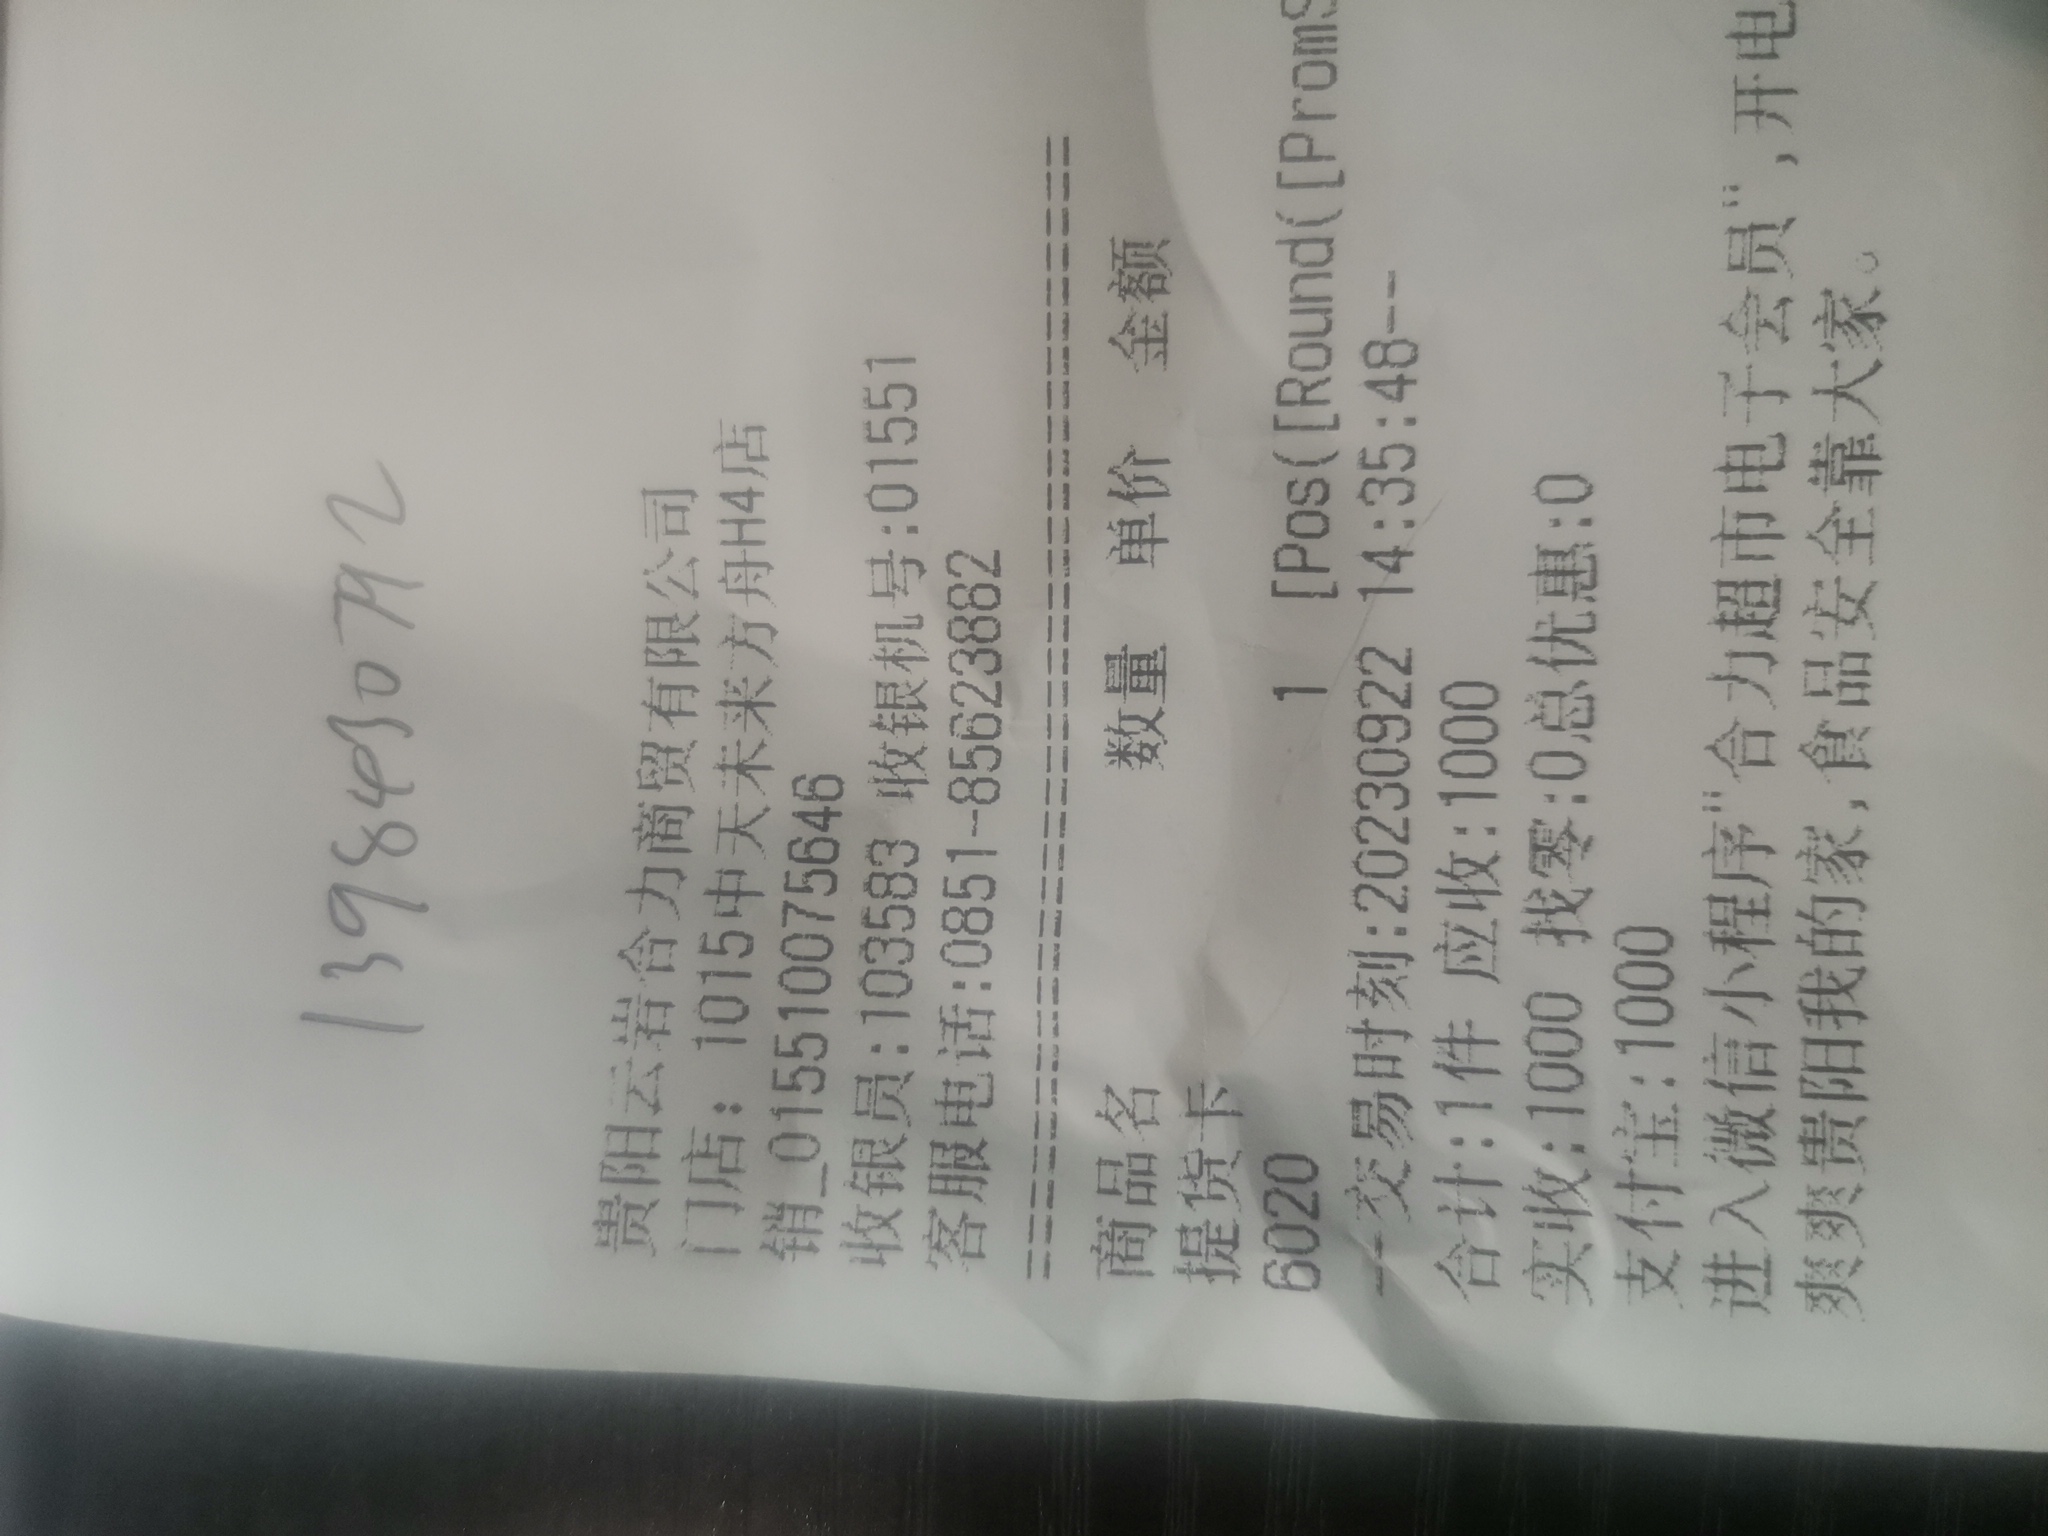 13984930792
贵阳云岩合力商贸有限公司
门店: 1015中天未来方舟H4店
销_015510075646
收银员:103583 收银机号:01551
客服电话:0851-85623882
========================================
商品名 数量 单价 金额
提货卡
6020 1 [Pos([Round([PromS
--交易时刻:20230922 14:35:48--
合计:1件 应收:1000
实收:1000 找零:0总优惠:0
支付宝:1000
进入微信小程序"合力超市电子会员",开电
爽爽贵阳我的家,食品安全靠大家。